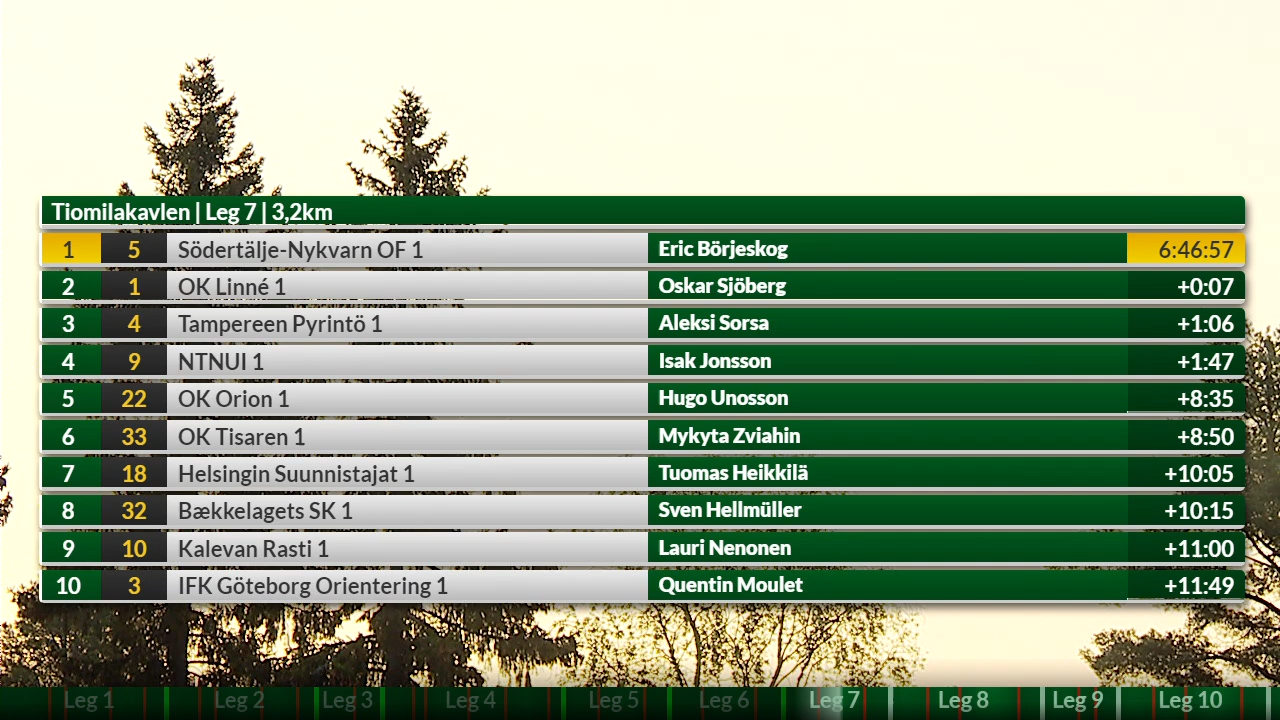 Tiomilakavlen | Leg 7 | 3,2km
1 5 Södertälje-Nykvarn OF 1 Eric Börjeskog 6:46:57
2 1 OK Linné 1 Oskar Sjöberg +0:07
3 4 Tampereen Pyrintö 1 Aleksi Sorsa +1:06
4 9 NTNUI 1 Isak Jonsson +1:47
5 22 OK Orion 1 Hugo Unosson +8:35
6 33 OK Tisaren 1 Mykyta Zviahin +8:50
7 18 Helsingin Suunnistajat 1 Tuomas Heikkilä +10:05
8 32 Bækkelagets SK 1 Sven Hellmüller +10:15
9 10 Kalevan Rasti 1 Lauri Nenonen +11:00
10 3 IFK Göteborg Orientering 1 Quentin Moulet +11:49
Leg 1 Leg 2 Leg 3 Leg 4 Leg 5 Leg 6 Leg 7 Leg 8 Leg 9 Leg 10